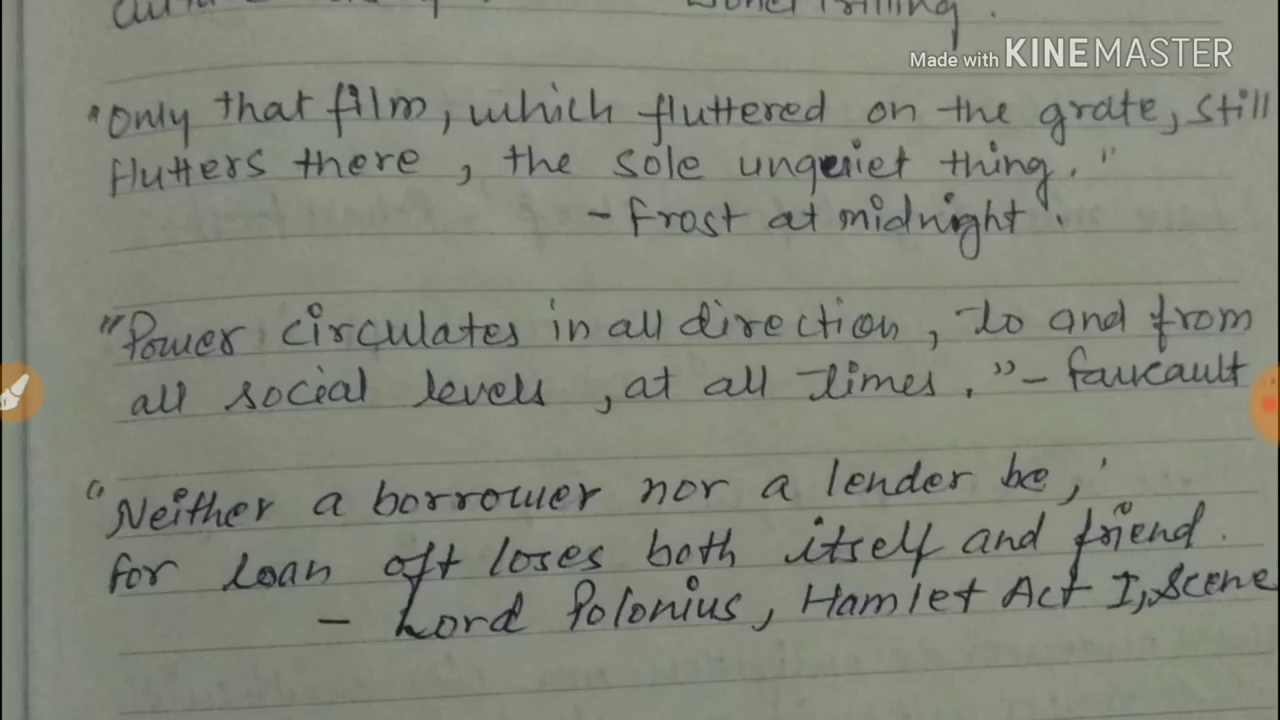 Trilling.
Made with KINEMASTER
"Only that film, which fluttered on the grate, still
flutters there, the sole unquiet thing."
- Frost at midnight.
"Power circulates in all direction, to and from
all social levels, at all times."- Faucault
"Neither a borrower nor a lender be,
for loan oft loses both itself and friend.
- Lord Polonius, Hamlet Act I, Scene